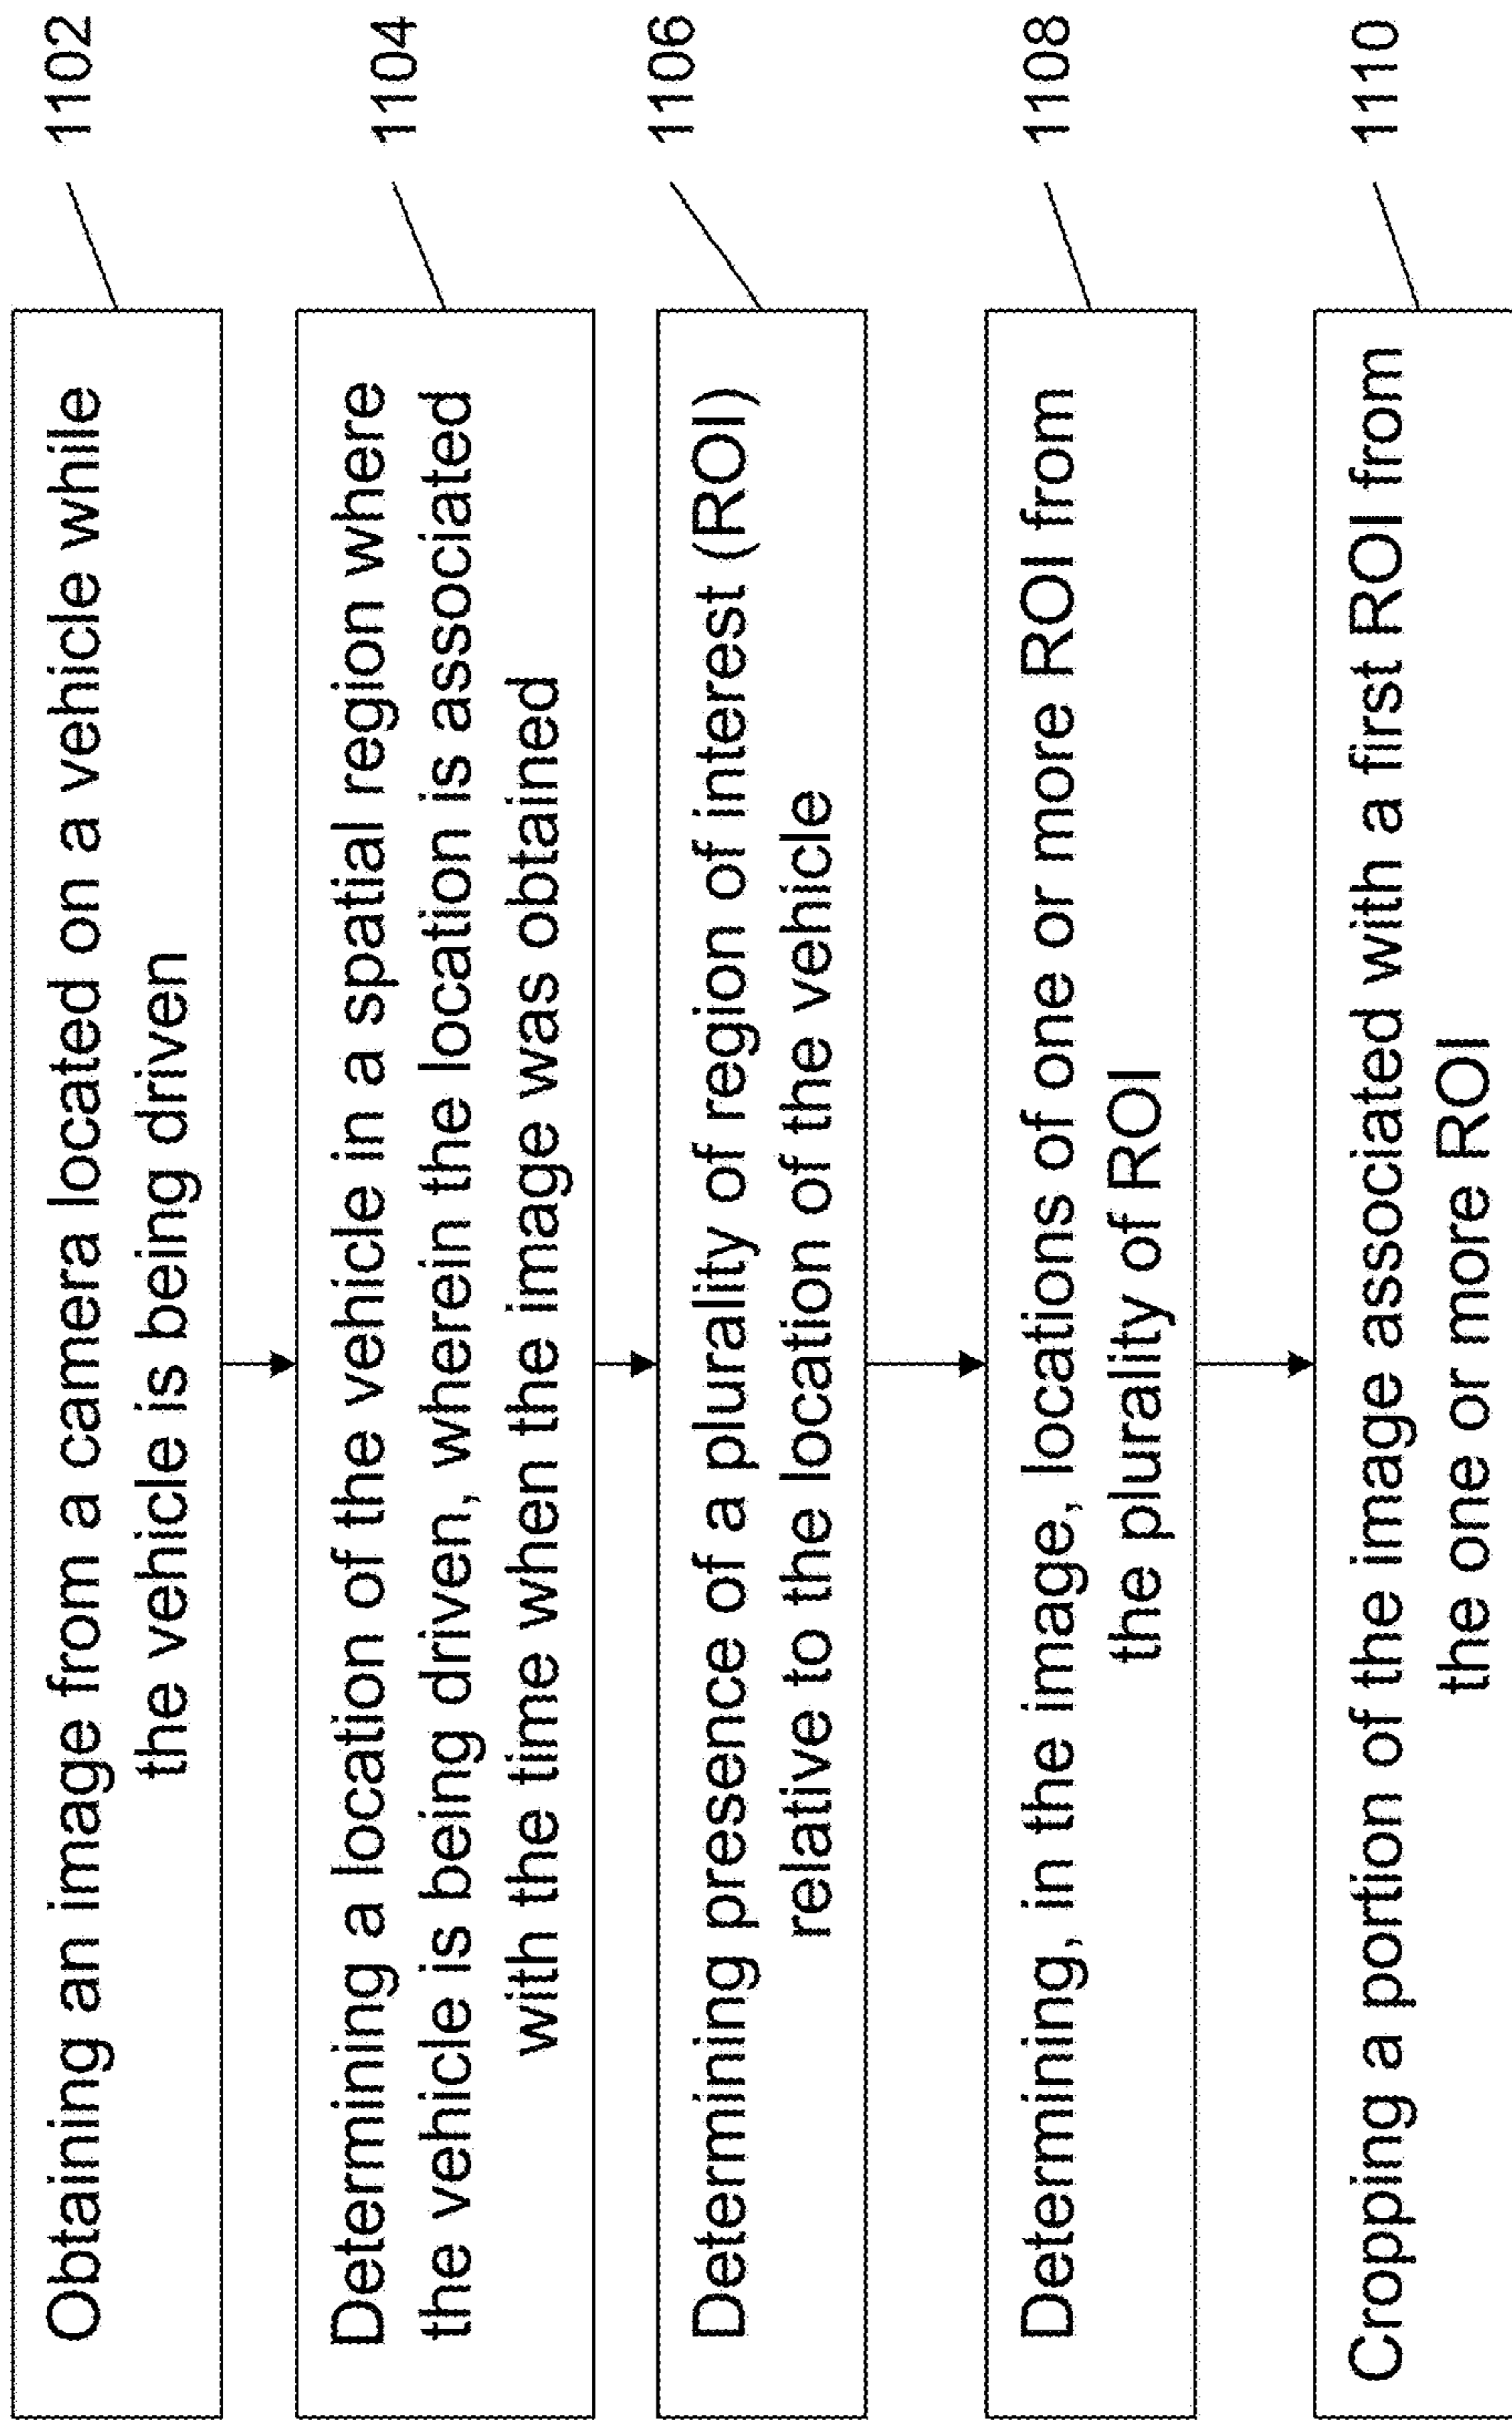 Obtaining an image from a camera located on a vehicle while
the vehicle is being driven
1102
Determining a location of the vehicle in a spatial region where
the vehicle is being driven, wherein the location is associated
with the time when the image was obtained
1104
Determining presence of a plurality of region of interest (ROI)
relative to the location of the vehicle
1106
Determining, in the image, locations of one or more ROI from
the plurality of ROI
1108
Cropping a portion of the image associated with a first ROI from
the one or more ROI
1110